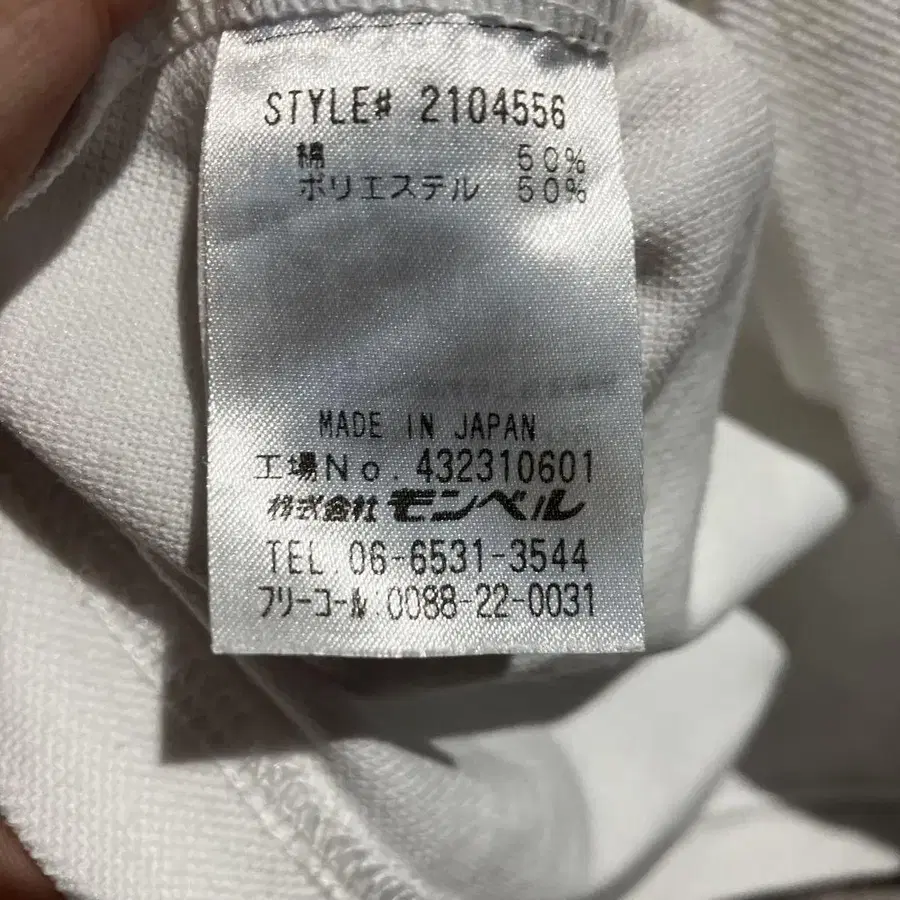 STYLE# 2104556
綿 50%
ポリエステル 50%
MADE IN JAPAN
工場No. 432310601
株式会社モンベル
TEL 06-6531-3544
フリーコール 0088-22-0031